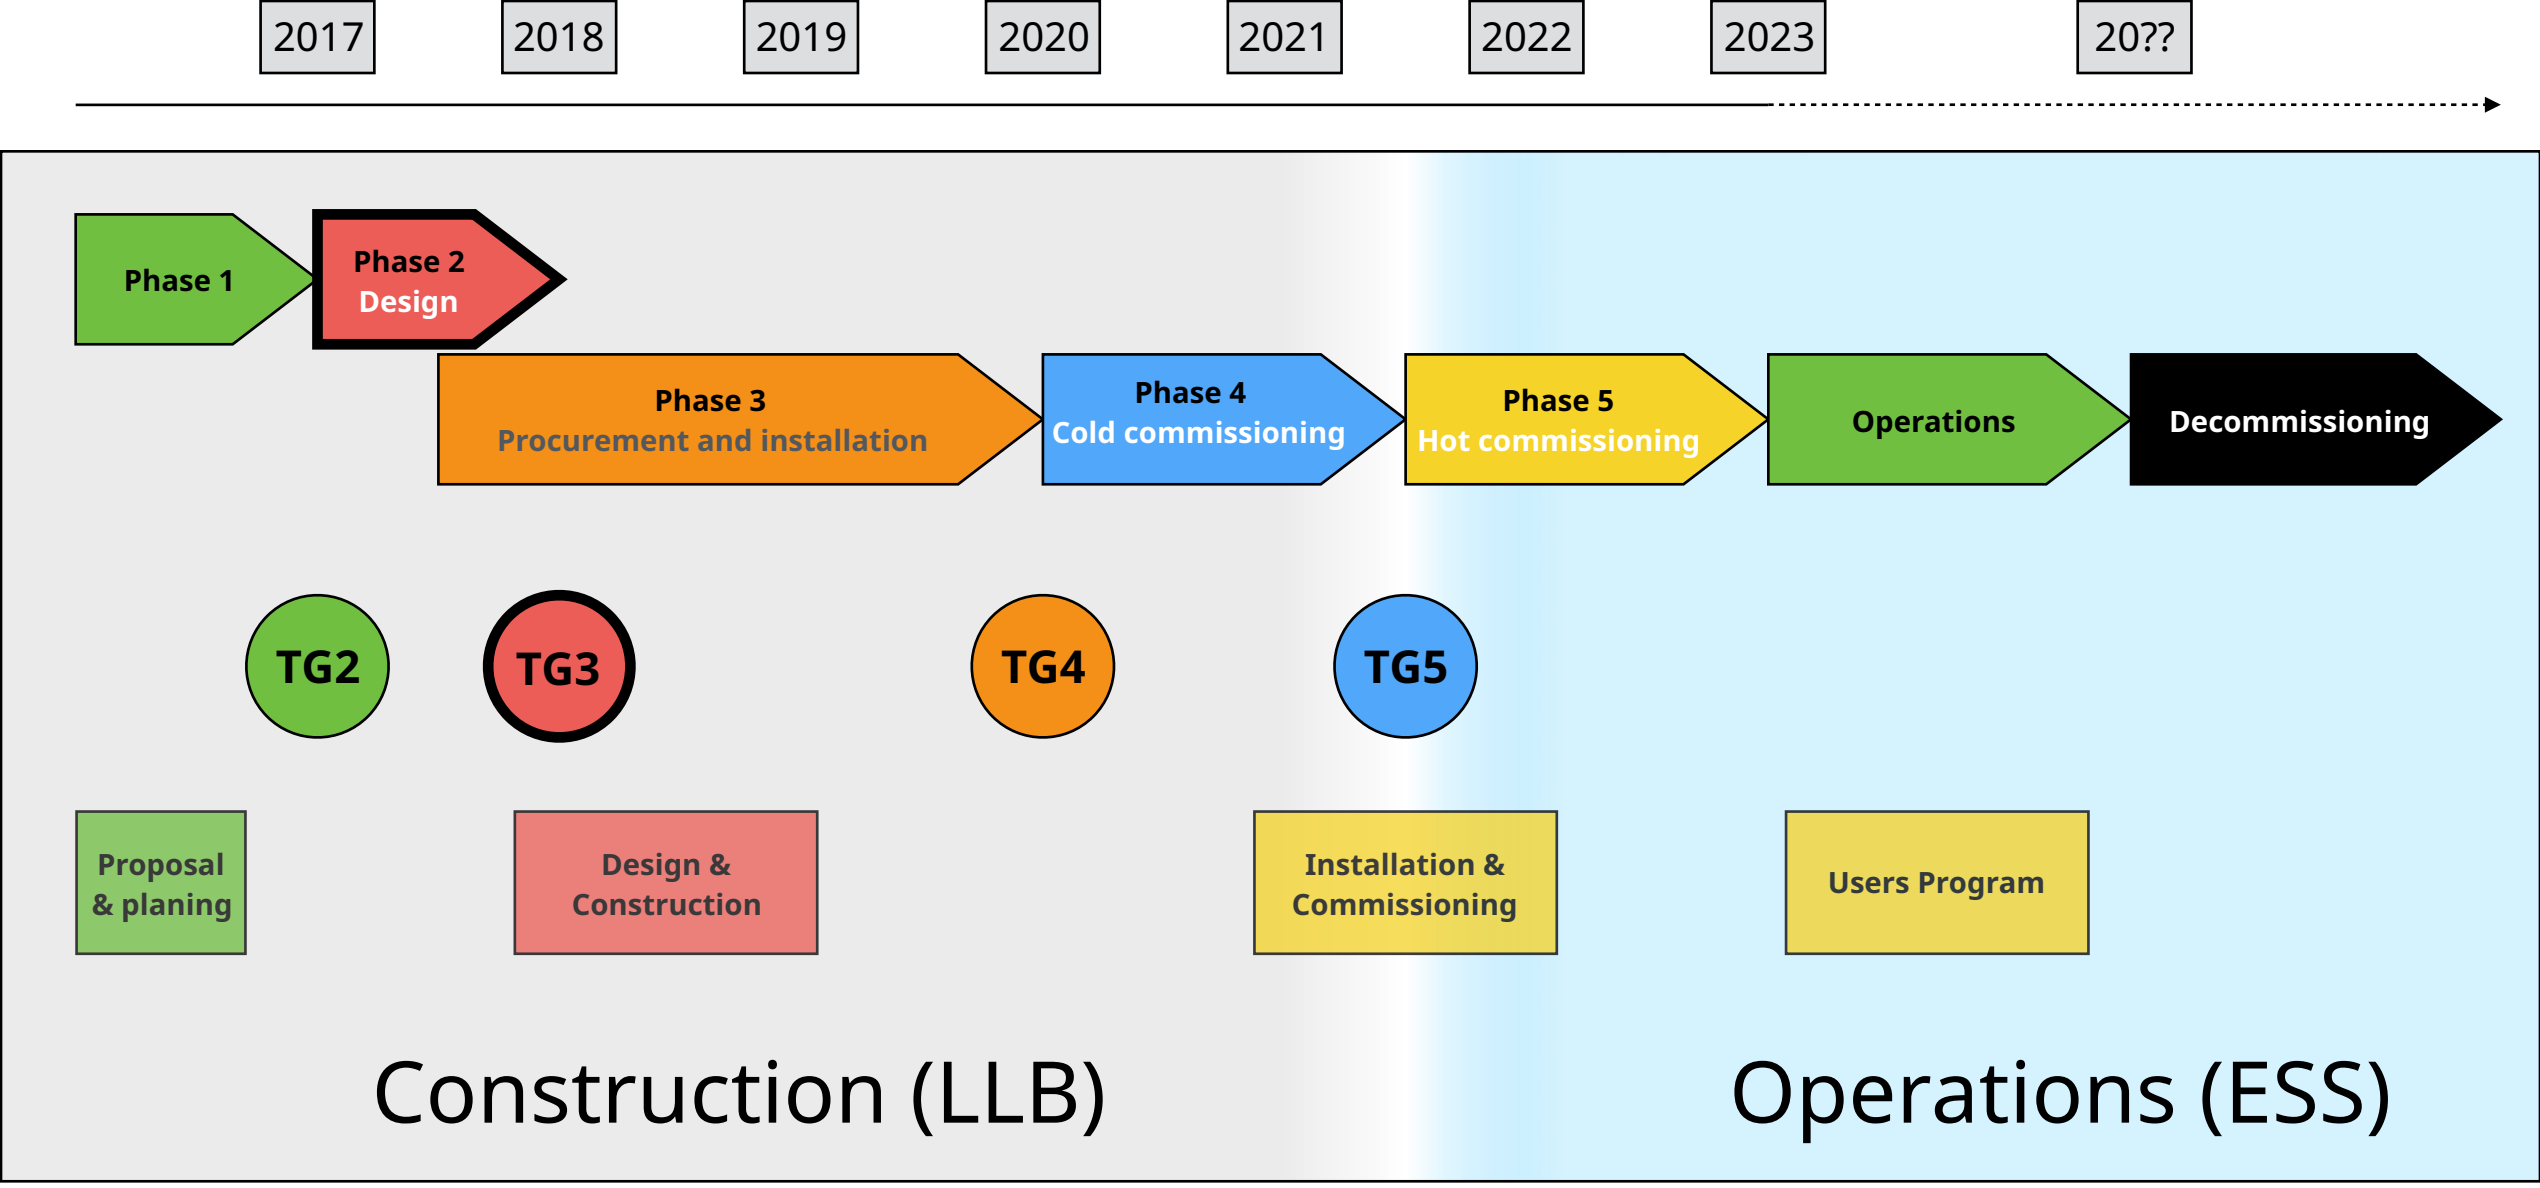 2017
2018
2019
2020
2021
2022
2023
20??
Phase 1
Phase 2
Design
Phase 3
Procurement and installation
Phase 4
Cold commissioning
Phase 5
Hot commissioning
Operations
Decommissioning
TG2
TG3
TG4
TG5
Proposal
& planing
Design &
Construction
Installation &
Commissioning
Users Program
Construction (LLB)
Operations (ESS)